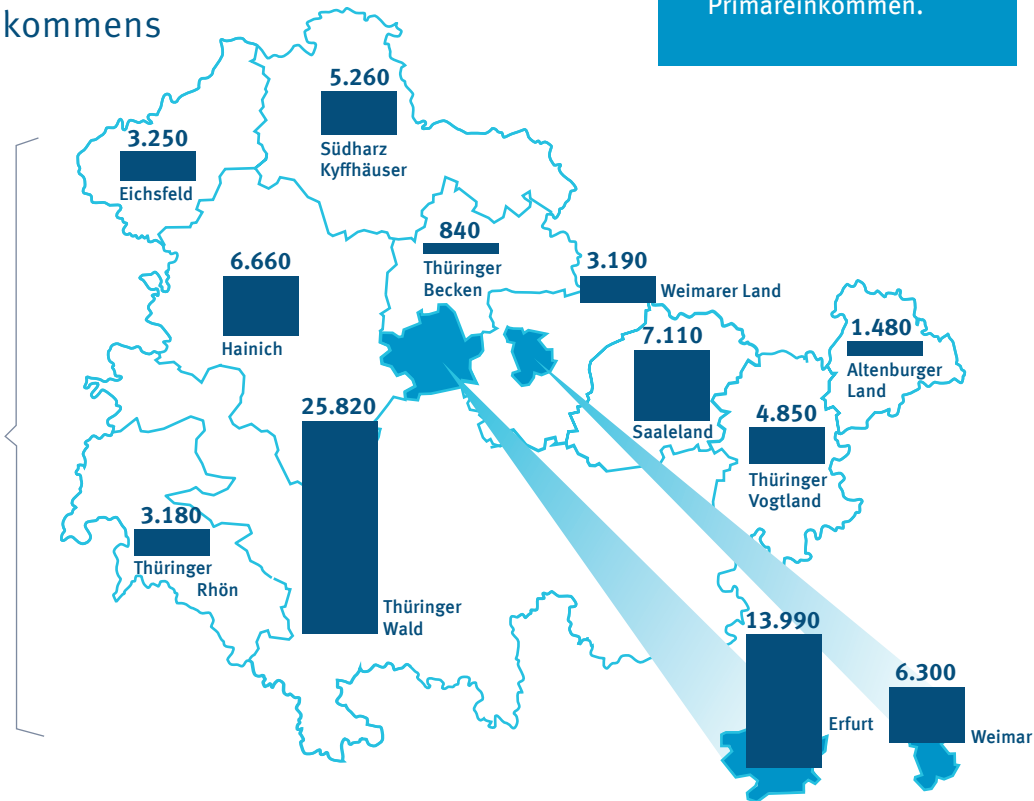 kommens
Primäreinkommen.
5.260
Südharz
Kyffhäuser
3.250
Eichsfeld
840
Thüringer
Becken
6.660
Hainich
3.190
Weimarer Land
7.110
Saaleland
1.480
Altenburger
Land
25.820
Thüringer
Wald
4.850
Thüringer
Vogtland
3.180
Thüringer
Rhön
13.990
Erfurt
6.300
Weimar